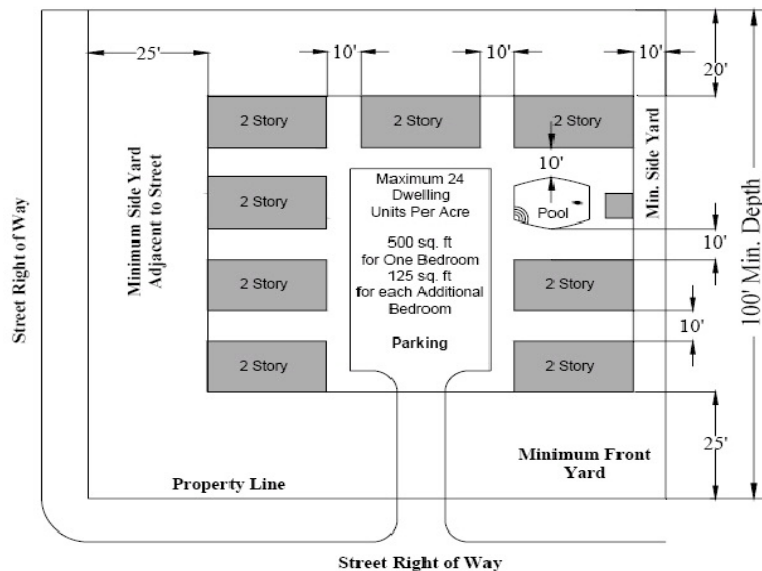 25'
10'
10'
10'
20'
2 Story
2 Story
2 Story
10'
Maximum 24
Dwelling
Units Per Acre
500 sq. ft
for One Bedroom
125 sq. ft
for each Additional
Bedroom
Parking
Pool
2 Story
2 Story
2 Story
2 Story
2 Story
Street Right of Way
Minimum Side Yard
Adjacent to Street
Min. Side Yard
10'
10'
100' Min. Depth
25'
Minimum Front
Yard
Property Line
Street Right of Way